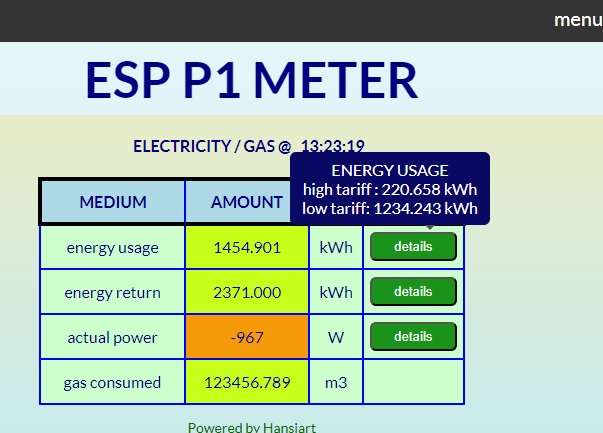 menu
ESP P1 METER
ELECTRICITY / GAS @ 13:23:19
ENERGY USAGE
high tariff : 220.658 kWh
low tariff: 1234.243 kWh
MEDIUM AMOUNT
energy usage 1454.901 kWh details
energy return 2371.000 kWh details
actual power -967 W details
gas consumed 123456.789 m3
Powered by Hansiart